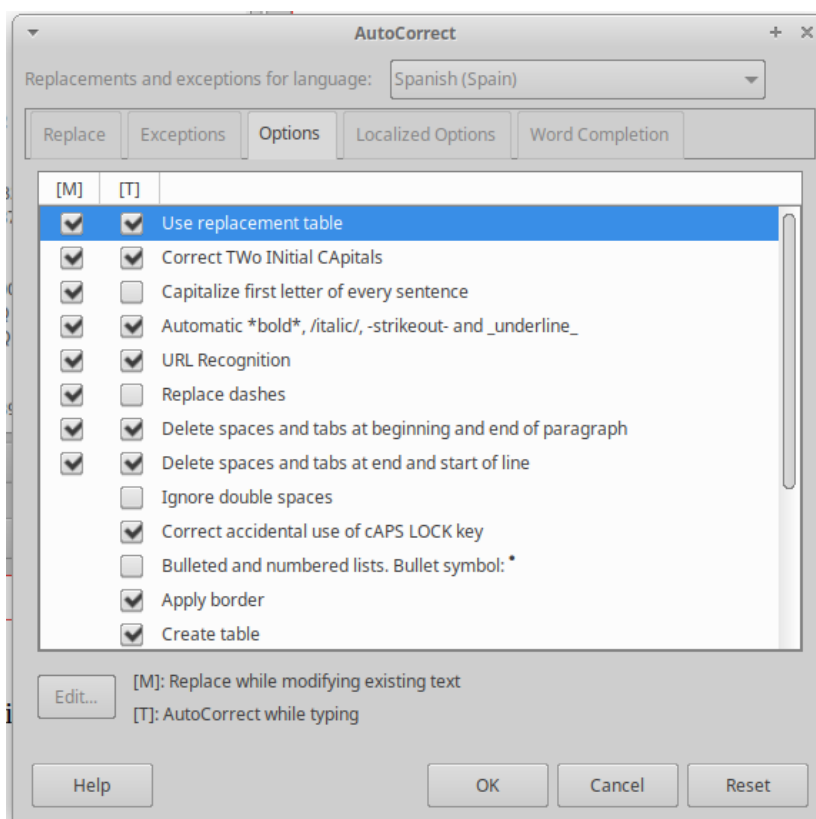 AutoCorrect
Replacements and exceptions for language: Spanish (Spain)
Replace Exceptions Options Localized Options Word Completion
[M] [T]
Use replacement table
Correct TWo INitial CApitals
Capitalize first letter of every sentence
Automatic *bold*, /italic/, -strikeout- and _underline_
URL Recognition
Replace dashes
Delete spaces and tabs at beginning and end of paragraph
Delete spaces and tabs at end and start of line
Ignore double spaces
Correct accidental use of cAPS LOCK key
Bulleted and numbered lists. Bullet symbol: •
Apply border
Create table
Edit...
[M]: Replace while modifying existing text
[T]: AutoCorrect while typing
Help OK Cancel Reset